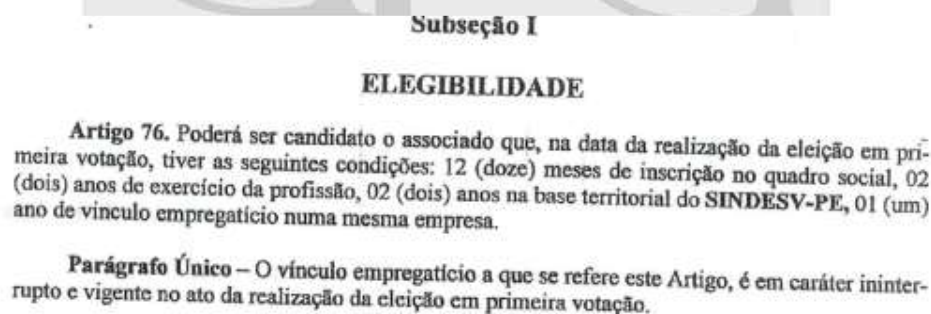 Subseção I
ELEGIBILIDADE
Artigo 76. Poderá ser candidato o associado que, na data da realização da eleição em pri-
meira votação, tiver as seguintes condições: 12 (doze) meses de inscrição no quadro social, 02
(dois) anos de exercício da profissão, 02 (dois) anos na base territorial do SINDESV-PE, 01 (um)
ano de vinculo empregatício numa mesma empresa.
Parágrafo Único – O vínculo empregatício a que se refere este Artigo, é em caráter ininter-
rupto e vigente no ato da realização da eleição em primeira votação.